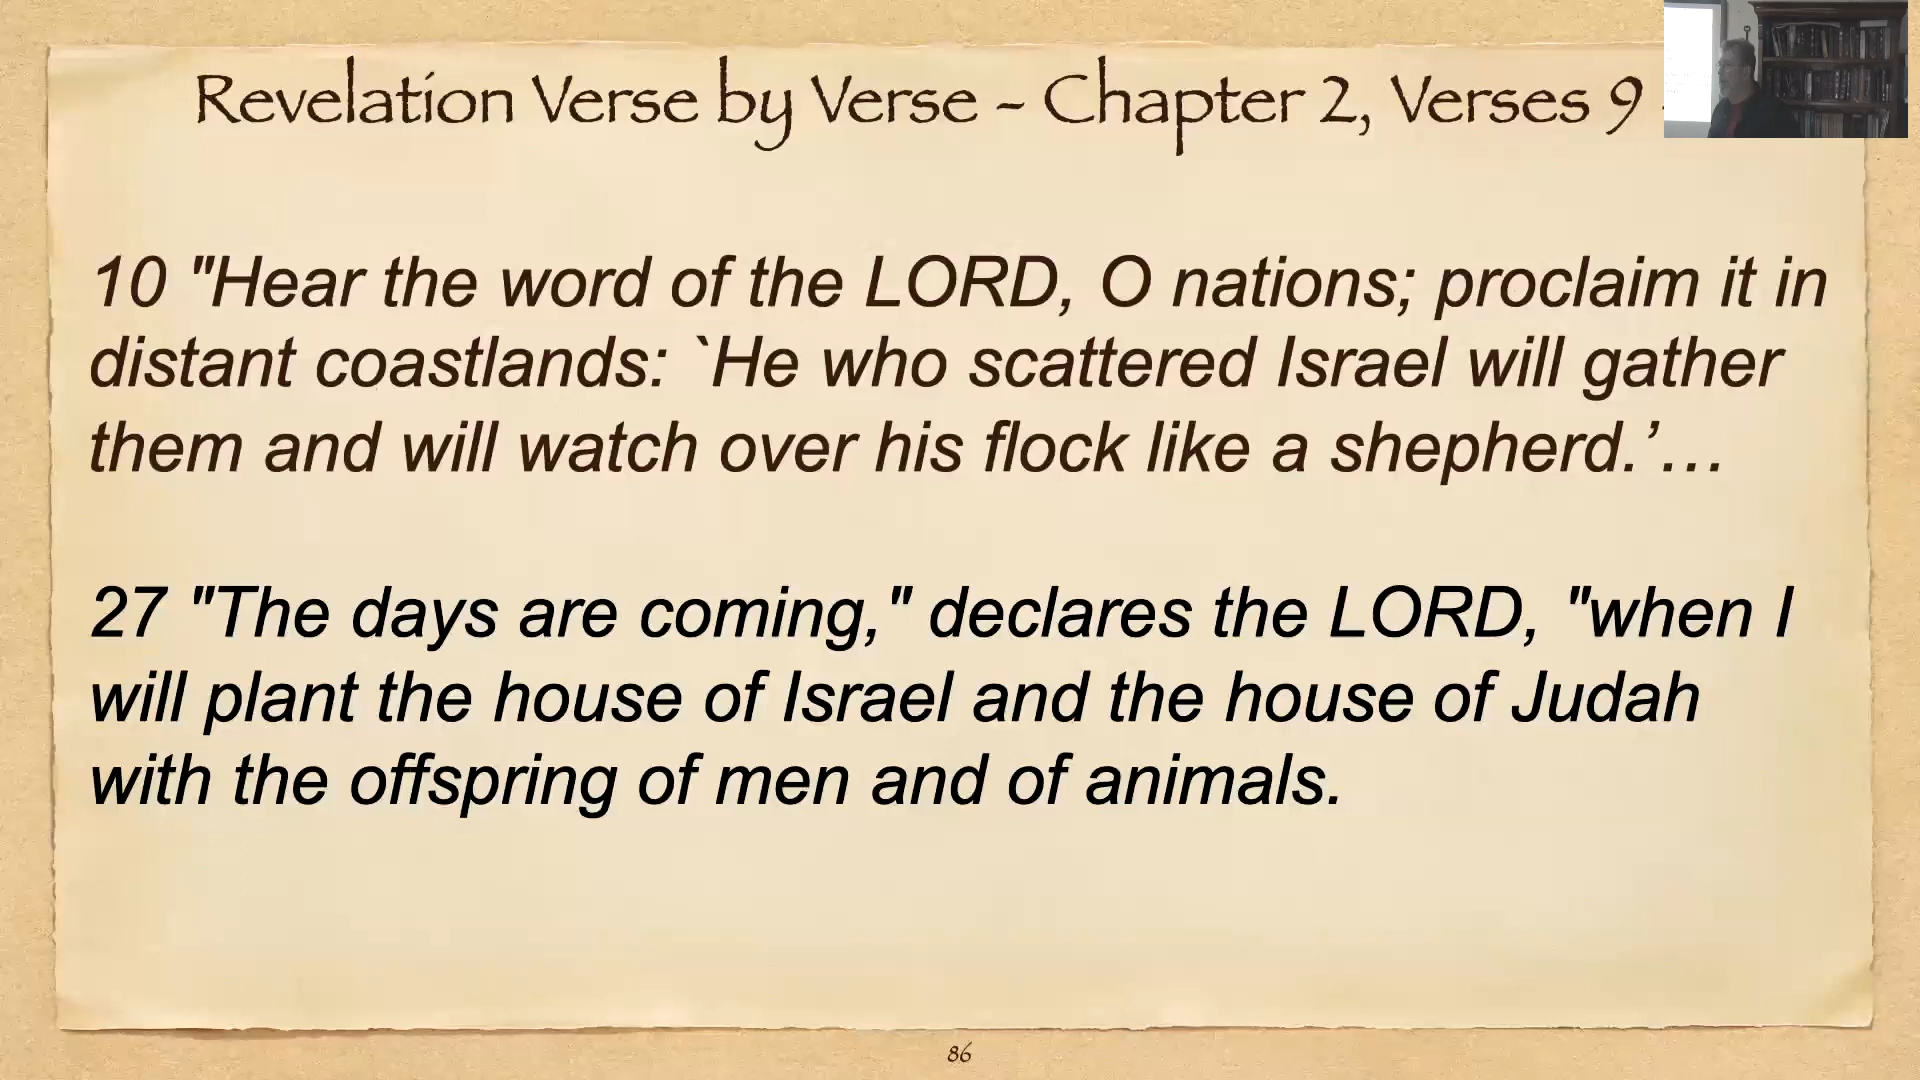 Revelation Verse by Verse - Chapter 2, Verses 9
10 "Hear the word of the LORD, O nations; proclaim it in
distant coastlands: `He who scattered Israel will gather
them and will watch over his flock like a shepherd.’…
27 "The days are coming," declares the LORD, "when I
will plant the house of Israel and the house of Judah
with the offspring of men and of animals.
86